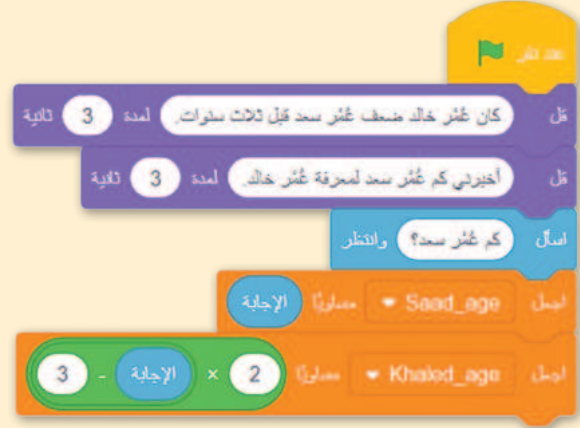 عند نقر
قل كان عُمْر خالد ضعف عُمْر سعد قبل ثلاث سنوات. لمدة 3 ثانية
قل أخبرني كم عُمْر سعد لمعرفة عُمْر خالد. لمدة 3 ثانية
اسأل كم عُمْر سعد؟ وانتظر
اجعل Saad_age مساويًا الإجابة
اجعل Khaled_age مساويًا 2 × الإجابة - 3